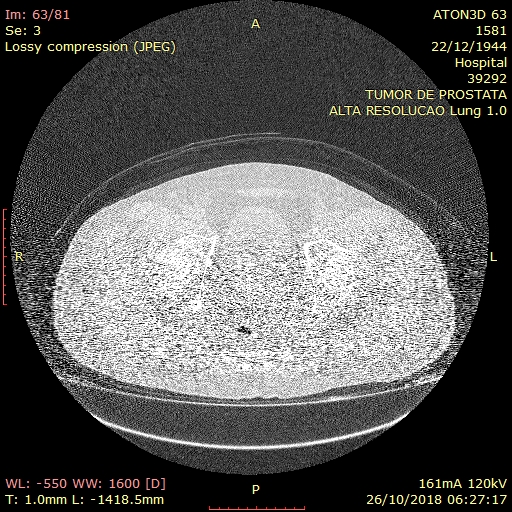 Im: 63/81
Se: 3
Lossy compression (JPEG)
A
ATON3D 63
1581
22/12/1944
Hospital
39292
TUMOR DE PROSTATA
ALTA RESOLUCAO Lung 1.0
R
L
WL: -550 WW: 1600 [D]
T: 1.0mm L: -1418.5mm
P
161mA 120kV
26/10/2018 06:27:17